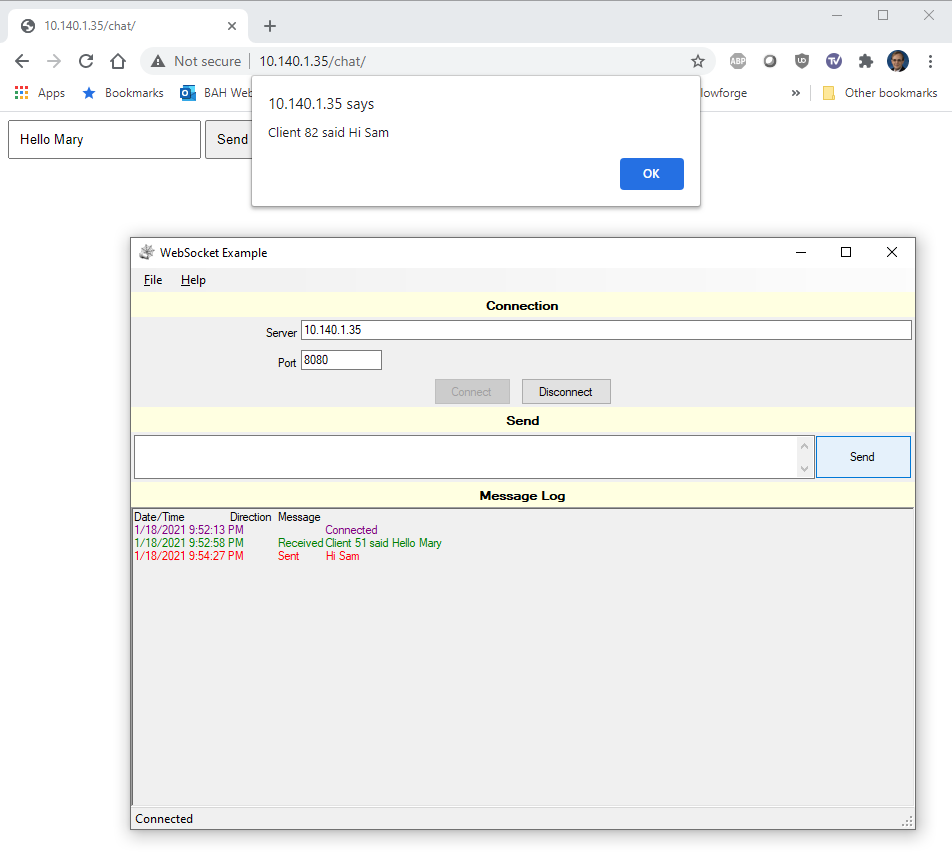 10.140.1.35/chat/
Not secure 10.140.1.35/chat/
ABP UD TV
Apps Bookmarks BAH Web lowforge » Other bookmarks
10.140.1.35 says
Client 82 said Hi Sam
OK
Hello Mary Send
WebSocket Example
File Help
Connection
Server 10.140.1.35
Port 8080
Connect Disconnect
Send
Send
Message Log
Date/Time Direction Message
1/18/2021 9:52:13 PM Connected
1/18/2021 9:52:58 PM Received Client 51 said Hello Mary
1/18/2021 9:54:27 PM Sent Hi Sam
Connected